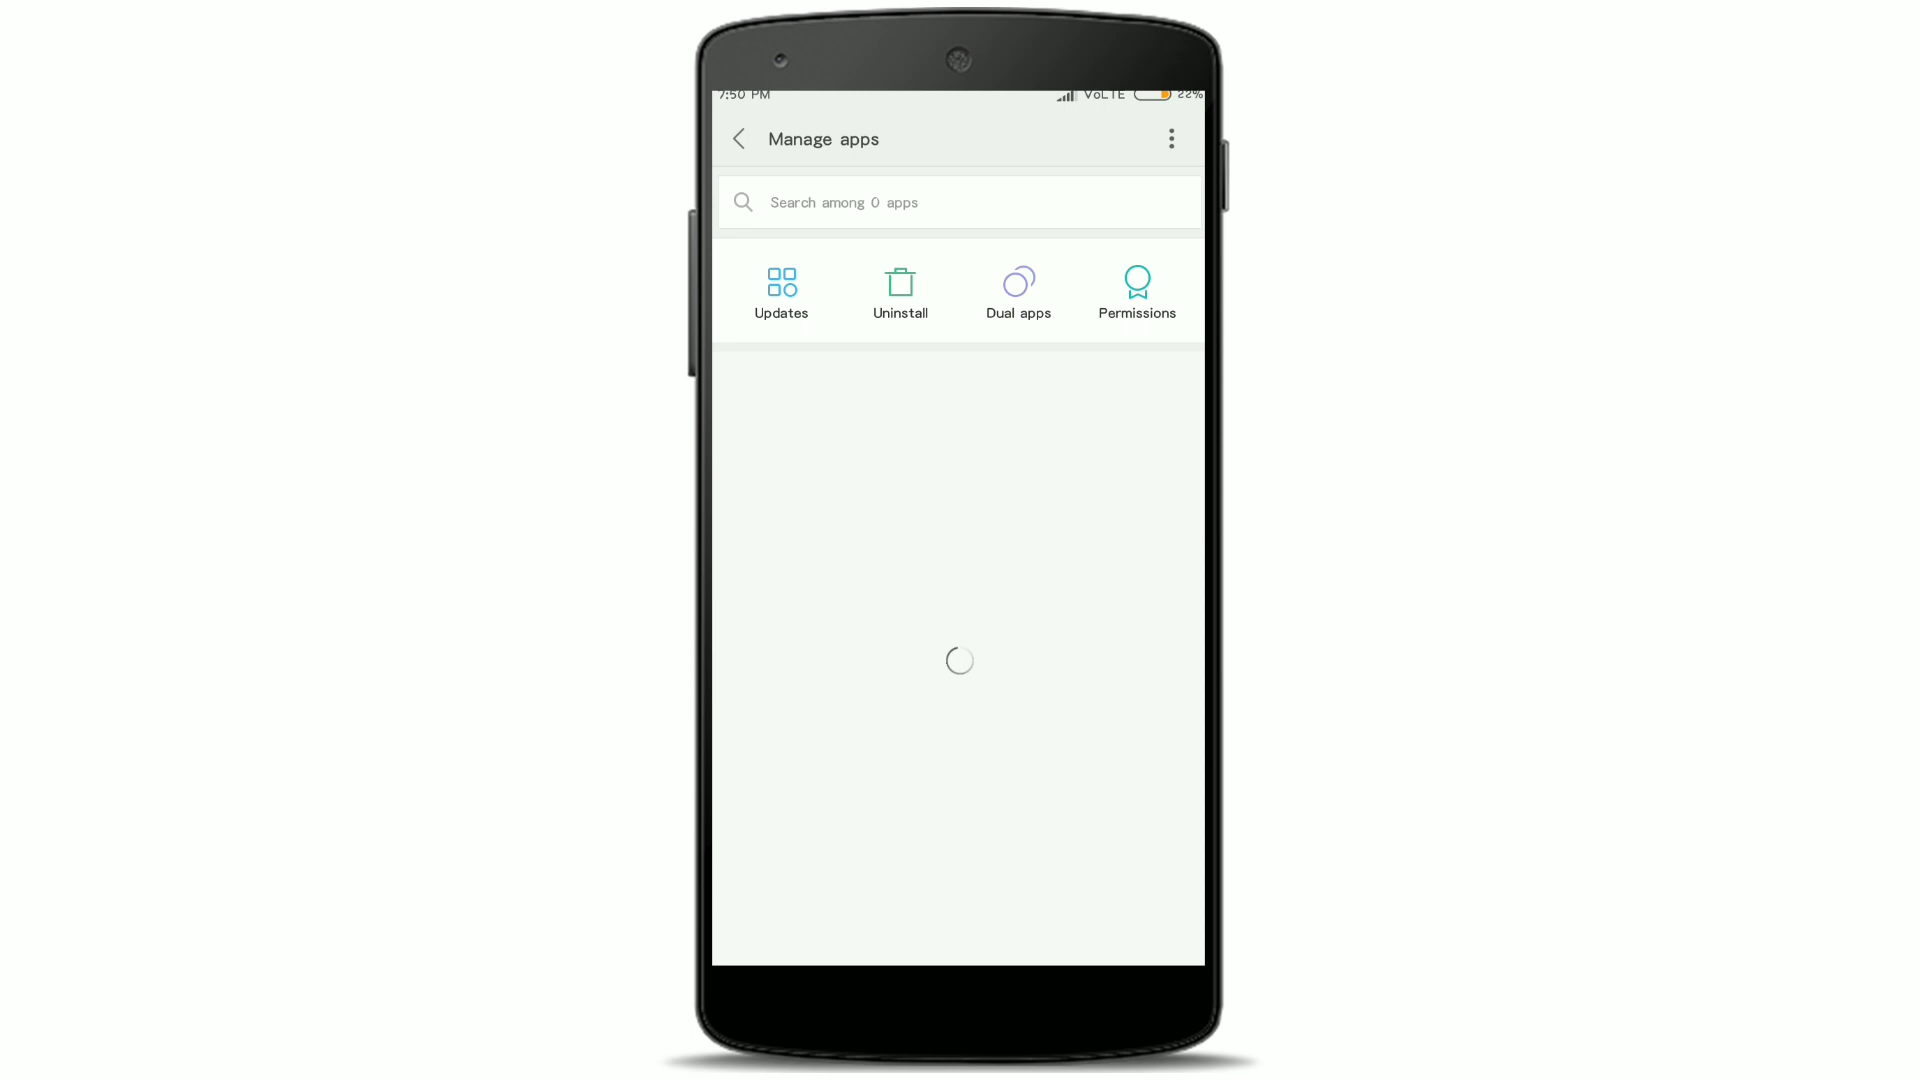 7:50 PM VoLTE 22%
Manage apps
Search among 0 apps
Updates Uninstall Dual apps Permissions